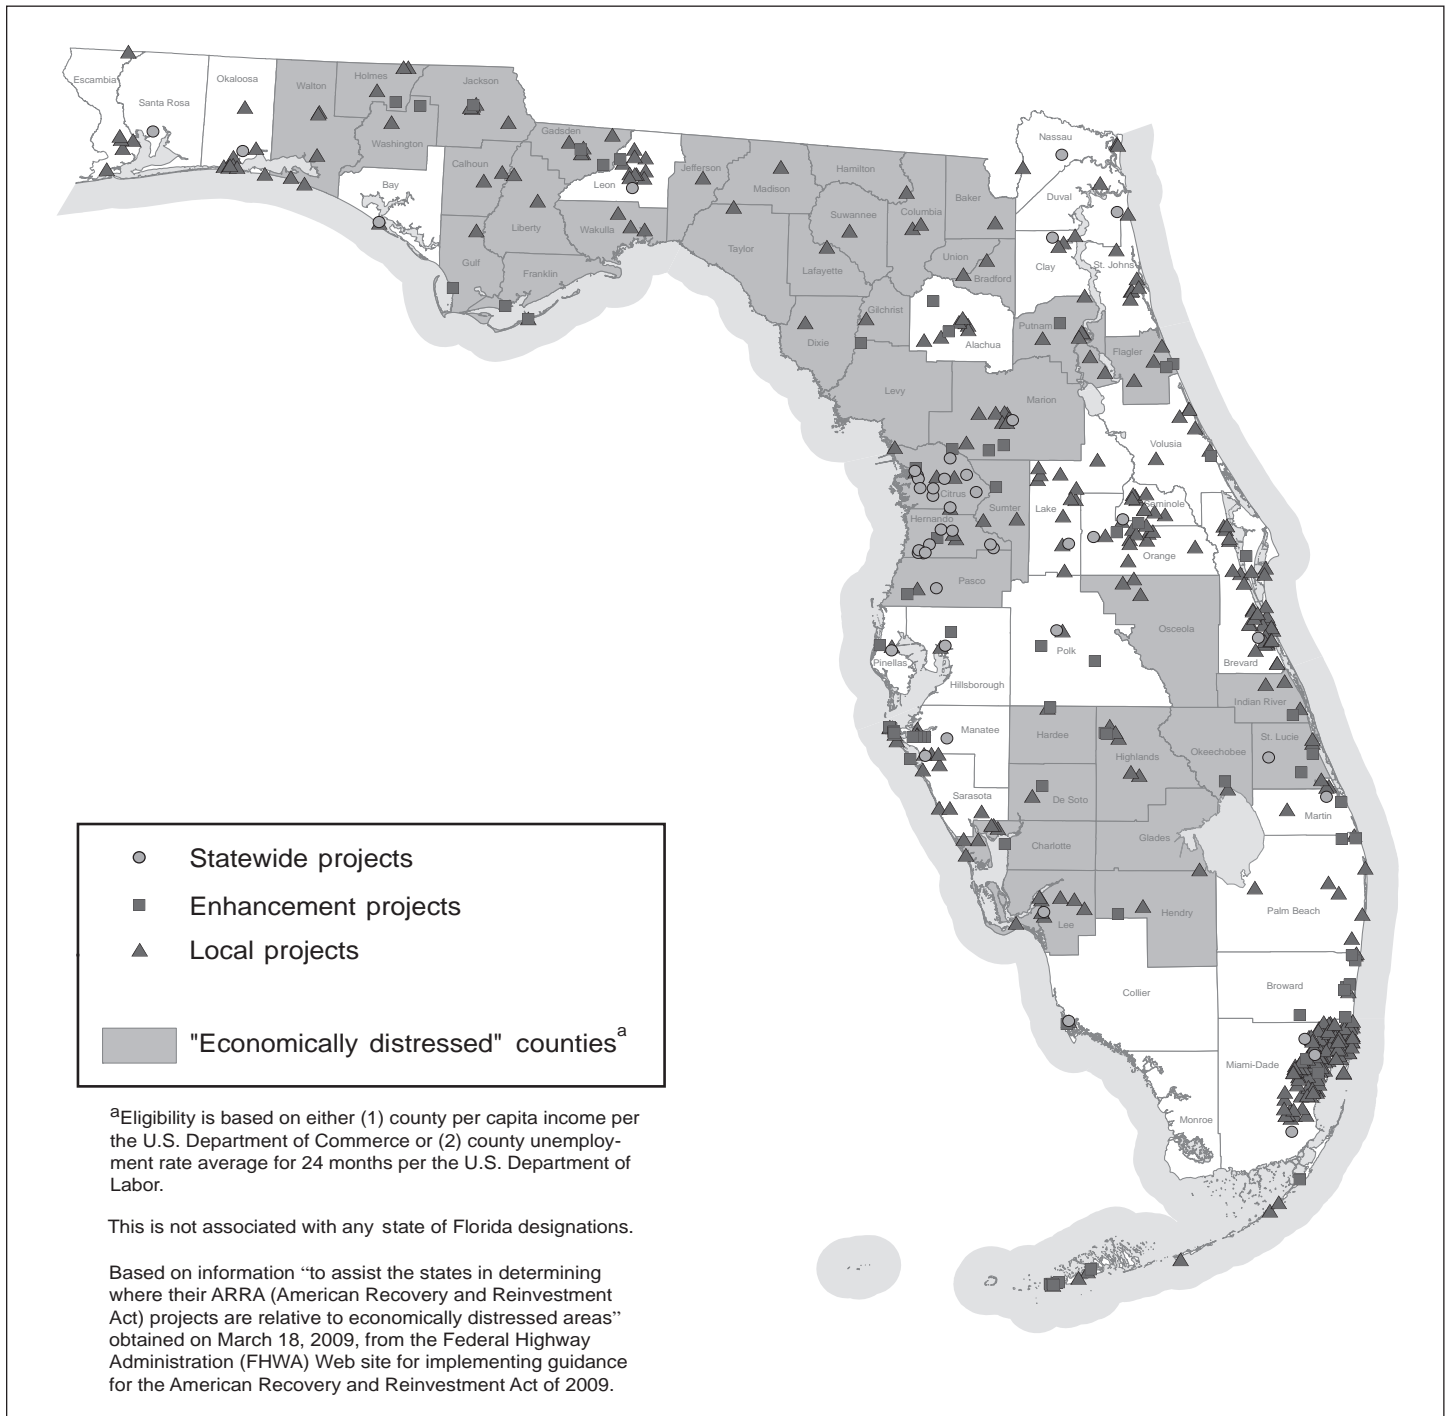 Escambia
Santa Rosa
Okaloosa
Walton
Holmes
Jackson
Washington
Bay
Calhoun
Gadsden
Leon
Liberty
Gulf
Franklin
Wakulla
Jefferson
Madison
Hamilton
Taylor
Suwannee
Columbia
Baker
Lafayette
Union
Bradford
Nassau
Duval
Clay
St. Johns
Gilchrist
Dixie
Alachua
Putnam
Flagler
Levy
Marion
Volusia
Citrus
Sumter
Lake
Seminole
Hernando
Orange
Pasco
Osceola
Pinellas
Hillsborough
Polk
Brevard
Indian River
Manatee
Hardee
Highlands
Okeechobee
St. Lucie
Sarasota
De Soto
Martin
Charlotte
Glades
Lee
Hendry
Palm Beach
Collier
Broward
Miami-Dade
Monroe
Statewide projects
Enhancement projects
Local projects
"Economically distressed" countiesa
aEligibility is based on either (1) county per capita income per
the U.S. Department of Commerce or (2) county unemploy-
ment rate average for 24 months per the U.S. Department of
Labor.
This is not associated with any state of Florida designations.
Based on information “to assist the states in determining
where their ARRA (American Recovery and Reinvestment
Act) projects are relative to economically distressed areas”
obtained on March 18, 2009, from the Federal Highway
Administration (FHWA) Web site for implementing guidance
for the American Recovery and Reinvestment Act of 2009.